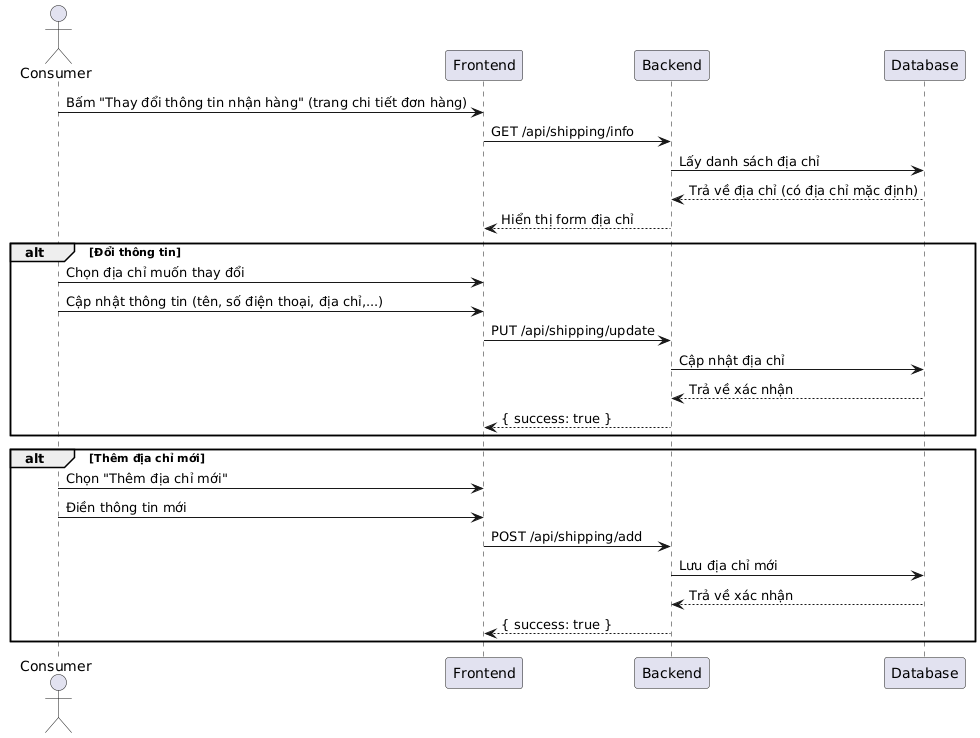 Consumer
Frontend
Backend
Database
Bấm "Thay đổi thông tin nhận hàng" (trang chi tiết đơn hàng)
GET /api/shipping/info
Lấy danh sách địa chỉ
Trả về địa chỉ (có địa chỉ mặc định)
Hiển thị form địa chỉ
alt [Đổi thông tin]
Chọn địa chỉ muốn thay đổi
Cập nhật thông tin (tên, số điện thoại, địa chỉ,...)
PUT /api/shipping/update
Cập nhật địa chỉ
Trả về xác nhận
{ success: true }
alt [Thêm địa chỉ mới]
Chọn "Thêm địa chỉ mới"
Điền thông tin mới
POST /api/shipping/add
Lưu địa chỉ mới
Trả về xác nhận
{ success: true }
Consumer
Frontend
Backend
Database